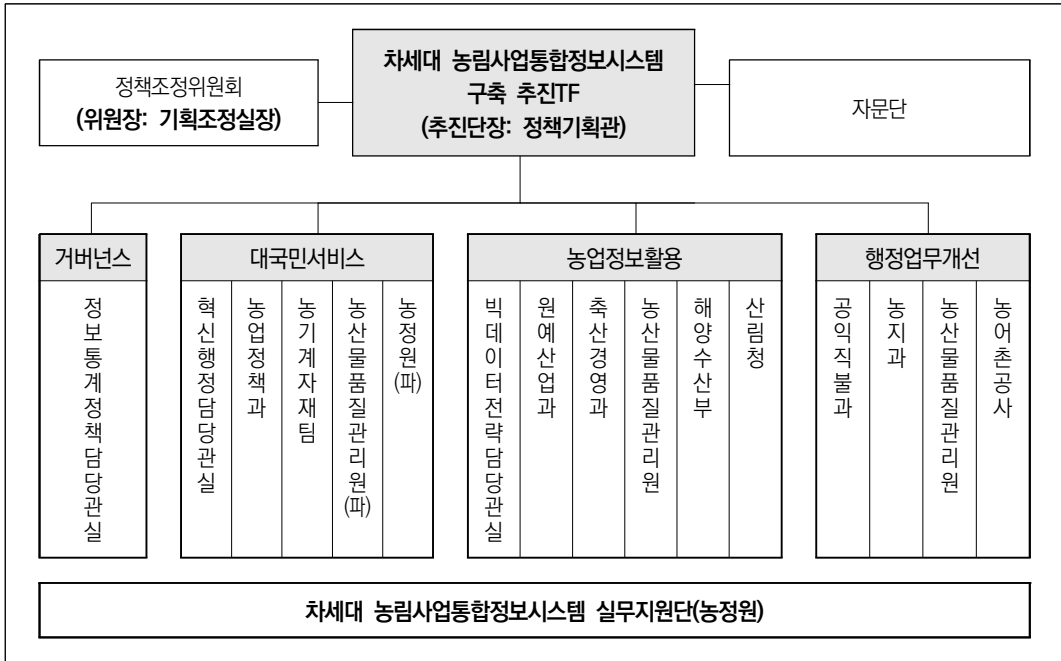 정책조정위원회
(위원장: 기획조정실장)
차세대 농림사업통합정보시스템
구축 추진TF
(추진단장: 정책기획관)
자문단
거버넌스
정보통계정책담당관실
대국민서비스
혁신행정담당관실
농업정책과
농기계자재팀
농산물품질관리원(파)
농정원(파)
농업정보활용
빅데이터전략담당관실
원예산업과
축산경영과
농산물품질관리원
해양수산부
산림청
행정업무개선
공익직불과
농지과
농산물품질관리원
농어촌공사
차세대 농림사업통합정보시스템 실무지원단(농정원)